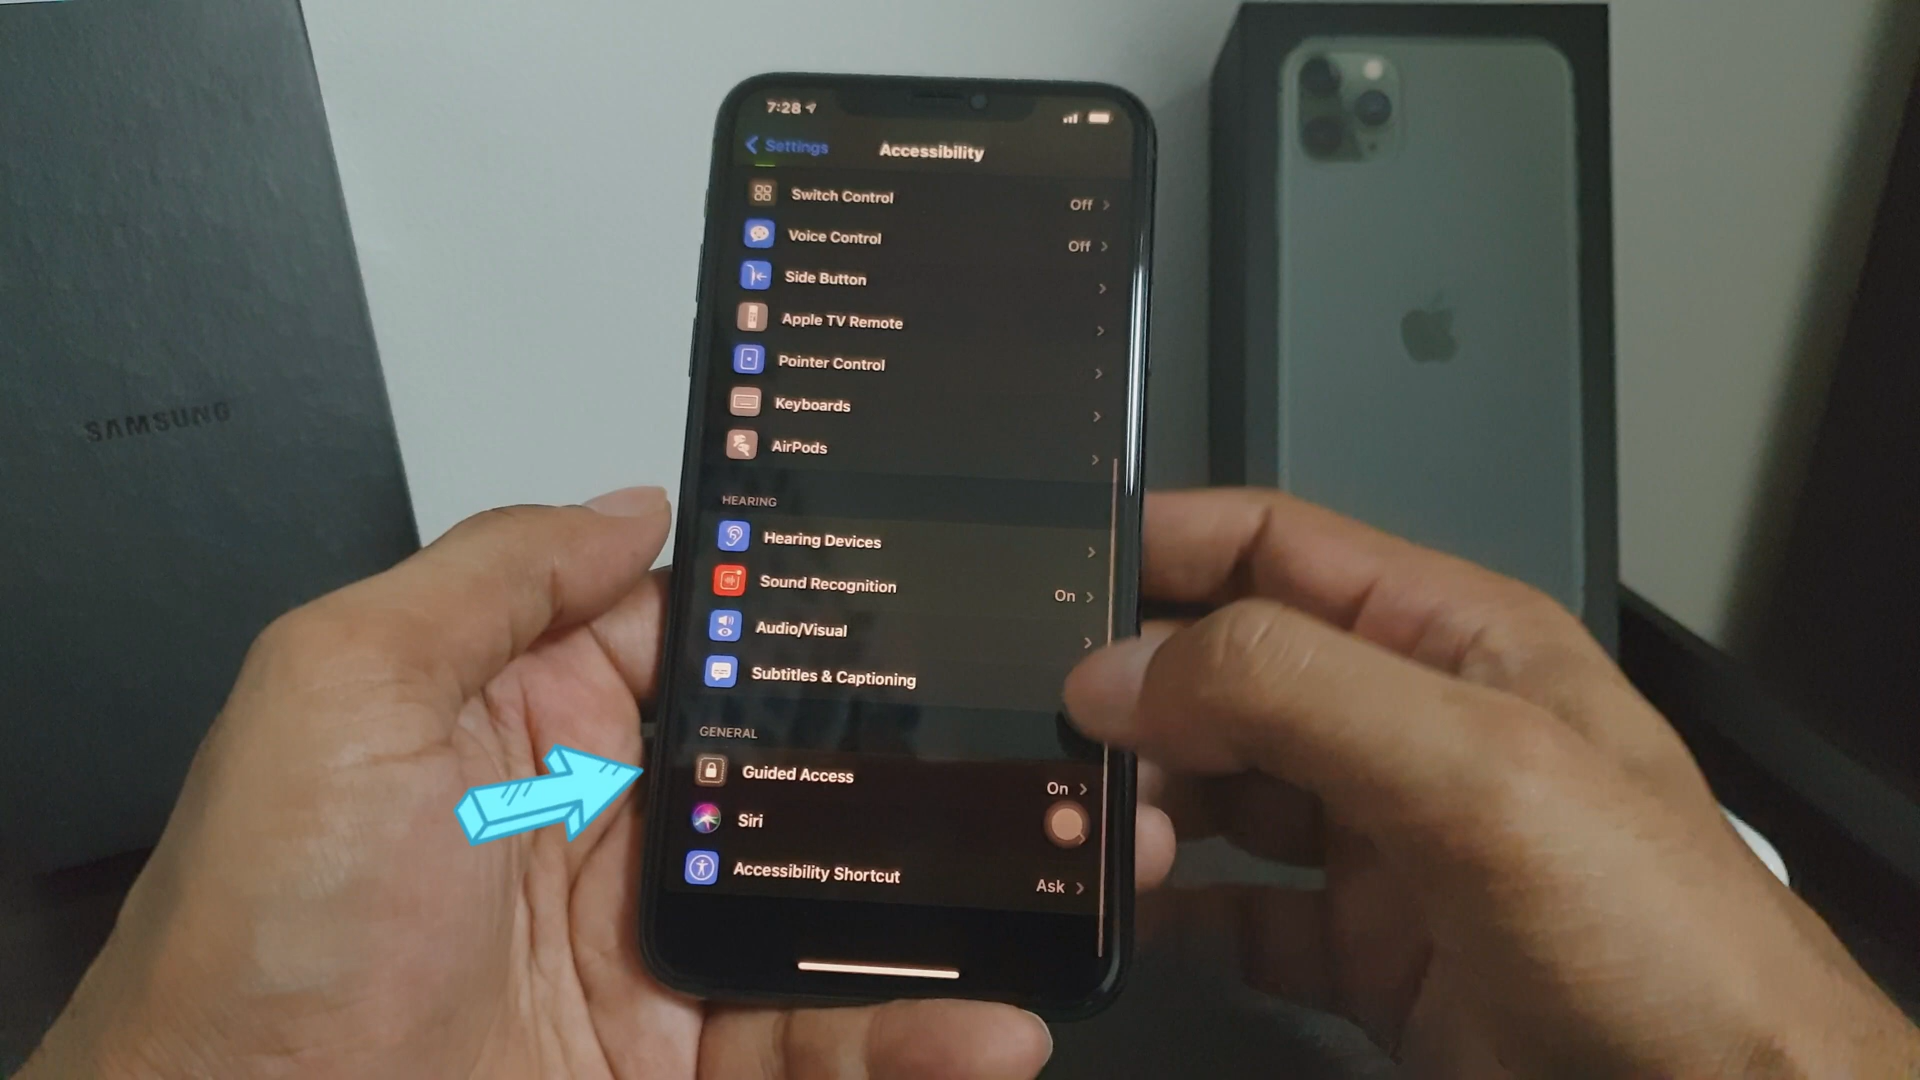 SAMSUNG
7:28
Settings
Accessibility
Switch Control Off
Voice Control Off
Side Button
Apple TV Remote
Pointer Control
Keyboards
AirPods
HEARING
Hearing Devices
Sound Recognition On
Audio/Visual
Subtitles & Captioning
GENERAL
Guided Access On
Siri
Accessibility Shortcut Ask